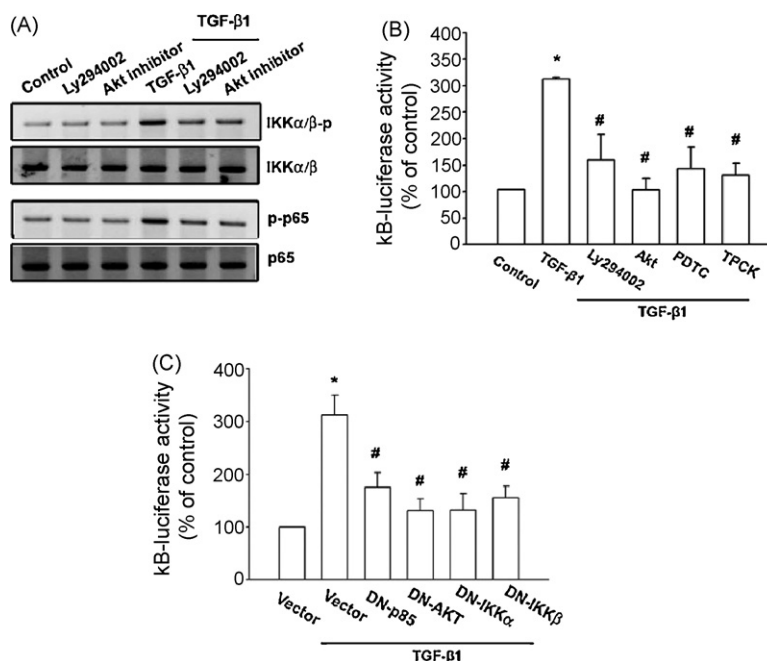 (A)
TGF-β1
Control
Ly294002
Akt inhibitor
TGF-β1
Ly294002
Akt inhibitor
IKKα/β-p
IKKα/β
p-p65
p65
(B)
kB-luciferase activity
(% of control)
400
350
300
250
200
150
100
50
0
*
#
#
#
#
Control
TGF-β1
Ly294002
Akt
PDTC
TPCK
TGF-β1
(C)
kB-luciferase activity
(% of control)
400
300
200
100
0
*
#
#
#
#
Vector
Vector
DN-p85
DN-AKT
DN-IKKα
DN-IKKβ
TGF-β1